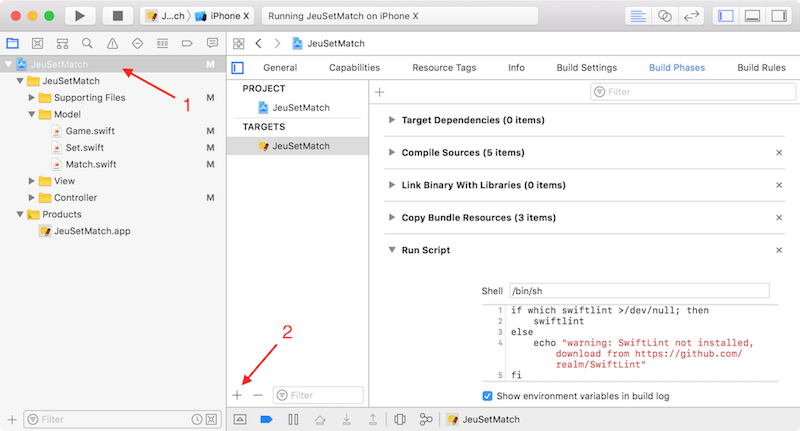 J...ch
iPhone X
Running JeuSetMatch on iPhone X
JeuSetMatch
JeuSetMatch M
1
JeuSetMatch
Supporting Files M
Model
Game.swift M
Set.swift M
Match.swift M
View
Controller M
Products
JeuSetMatch.app
General Capabilities Resource Tags Info Build Settings Build Phases Build Rules
PROJECT
JeuSetMatch
TARGETS
JeuSetMatch
2
Filter
Target Dependencies (0 items)
Compile Sources (5 items)
Link Binary With Libraries (0 items)
Copy Bundle Resources (3 items)
Run Script
Shell /bin/sh
1 if which swiftlint >/dev/null; then
2 swiftlint
3 else
4 echo "warning: SwiftLint not installed,
download from https://github.com/
realm/SwiftLint"
5 fi
Show environment variables in build log
Filter
Filter
JeuSetMatch